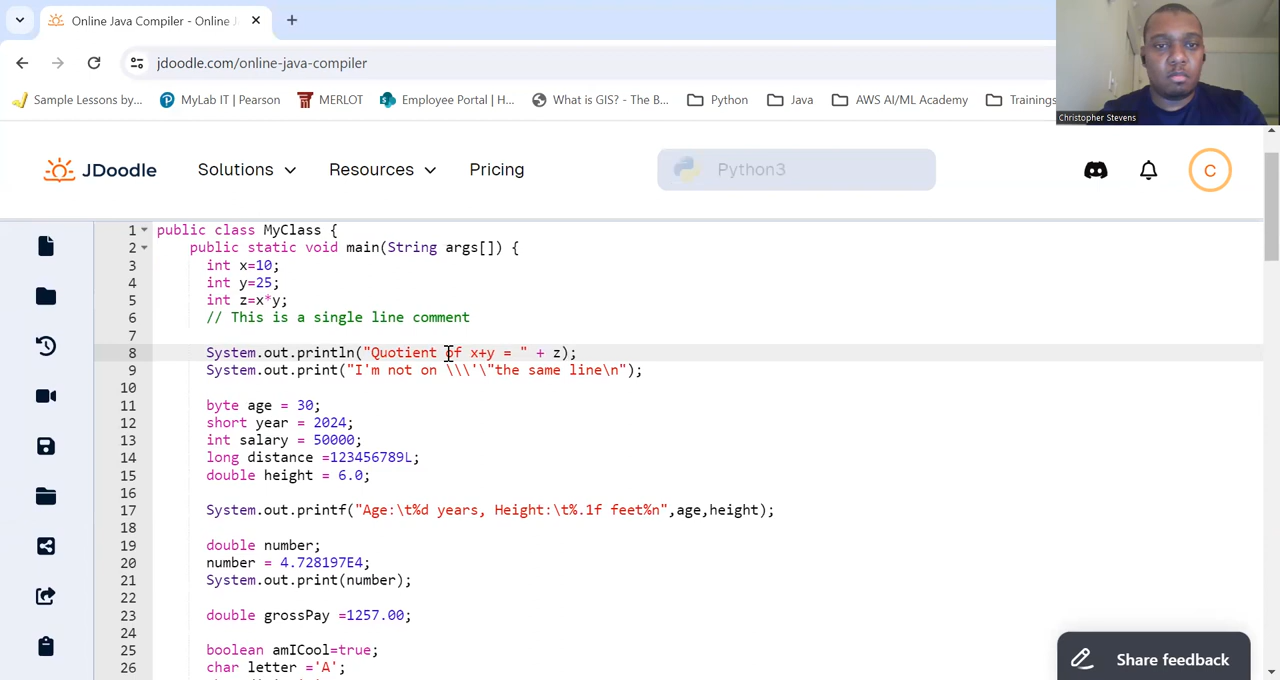 Online Java Compiler - Online J
jdoodle.com/online-java-compiler
Sample Lessons by... MyLab IT | Pearson MERLOT Employee Portal | H... What is GIS? - The B... Python Java AWS AI/ML Academy Trainings
Christopher Stevens
JDoodle Solutions Resources Pricing Python3 C
1 public class MyClass {
2 public static void main(String args[]) {
3 int x=10;
4 int y=25;
5 int z=x*y;
6 // This is a single line comment
7
8 System.out.println("Quotient of x+y = " + z);
9 System.out.print("I'm not on \\\'\"the same line\n");
10
11 byte age = 30;
12 short year = 2024;
13 int salary = 50000;
14 long distance =123456789L;
15 double height = 6.0;
16
17 System.out.printf("Age:\t%d years, Height:\t%.1f feet%n",age,height);
18
19 double number;
20 number = 4.728197E4;
21 System.out.print(number);
22
23 double grossPay =1257.00;
24
25 boolean amICool=true;
26 char letter ='A';
Share feedback